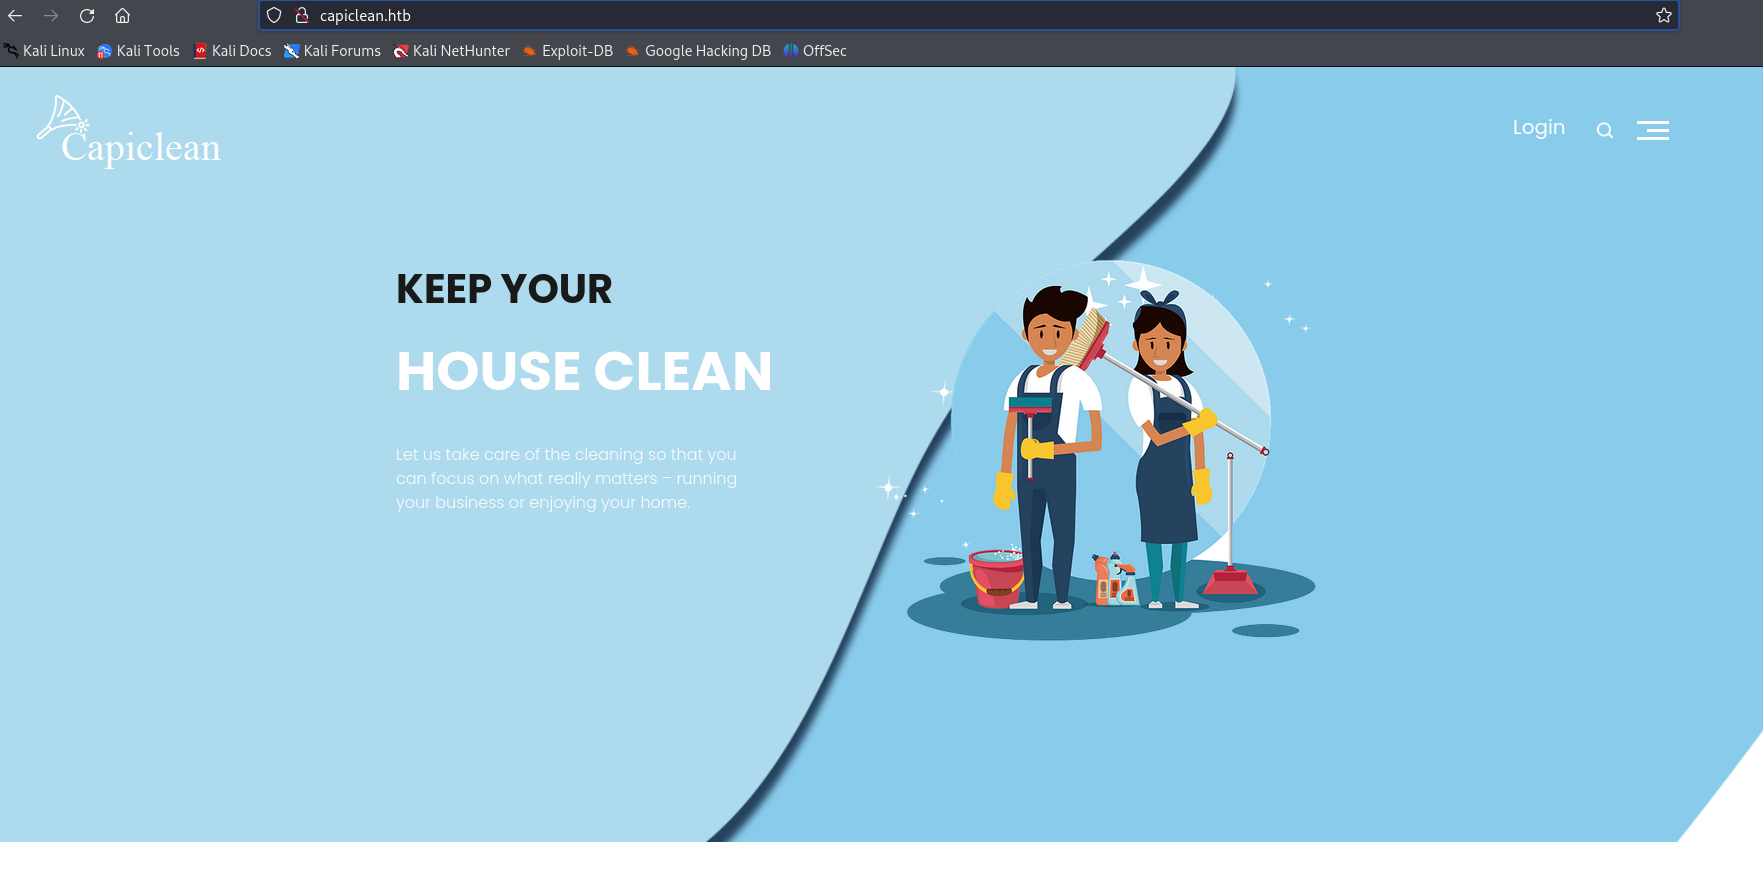 capiclean.htb
Kali Linux Kali Tools Kali Docs Kali Forums Kali NetHunter Exploit-DB Google Hacking DB OffSec
Capiclean
Login
KEEP YOUR
HOUSE CLEAN
Let us take care of the cleaning so that you
can focus on what really matters – running
your business or enjoying your home.